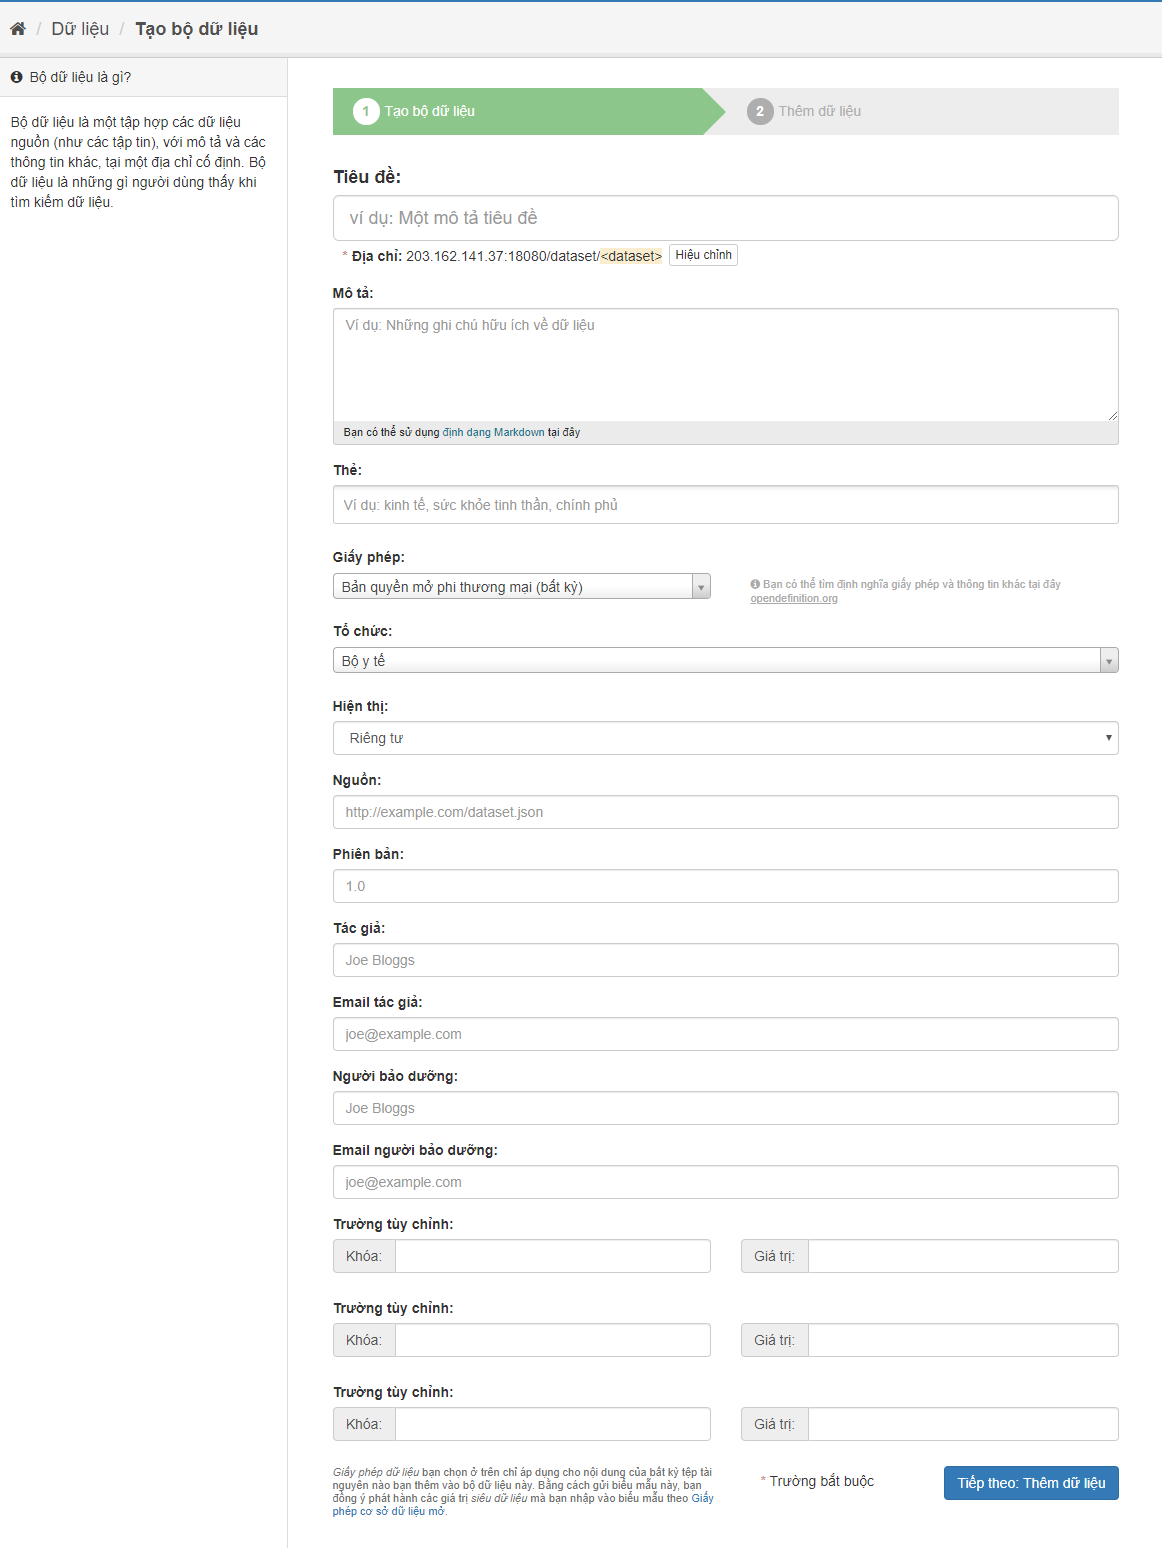 / Dữ liệu / Tạo bộ dữ liệu
Bộ dữ liệu là gì?
Bộ dữ liệu là một tập hợp các dữ liệu
nguồn (như các tập tin), với mô tả và các
thông tin khác, tại một địa chỉ cố định. Bộ
dữ liệu là những gì người dùng thấy khi
tìm kiếm dữ liệu.
1 Tạo bộ dữ liệu
2 Thêm dữ liệu
Tiêu đề:
ví dụ: Một mô tả tiêu đề
* Địa chỉ: 203.162.141.37:18080/dataset/<dataset> Hiệu chỉnh
Mô tả:
Ví dụ: Những ghi chú hữu ích về dữ liệu
Bạn có thể sử dụng định dạng Markdown tại đây
Thẻ:
Ví dụ: kinh tế, sức khỏe tinh thần, chính phủ
Giấy phép:
Bản quyền mở phi thương mại (bất kỳ)
Bạn có thể tìm định nghĩa giấy phép và thông tin khác tại đây
opendefinition.org
Tổ chức:
Bộ y tế
Hiện thị:
Riêng tư
Nguồn:
http://example.com/dataset.json
Phiên bản:
1.0
Tác giả:
Joe Bloggs
Email tác giả:
joe@example.com
Người bảo dưỡng:
Joe Bloggs
Email người bảo dưỡng:
joe@example.com
Trường tùy chỉnh:
Khóa: Giá trị:
Trường tùy chỉnh:
Khóa: Giá trị:
Trường tùy chỉnh:
Khóa: Giá trị:
Giấy phép dữ liệu bạn chọn ở trên chỉ áp dụng cho nội dung của bất kỳ tệp tài
nguyên nào bạn thêm vào bộ dữ liệu này. Bằng cách gửi biểu mẫu này, bạn
đồng ý phát hành các giá trị siêu dữ liệu mà bạn nhập vào biểu mẫu theo Giấy
phép cơ sở dữ liệu mở.
* Trường bắt buộc
Tiếp theo: Thêm dữ liệu